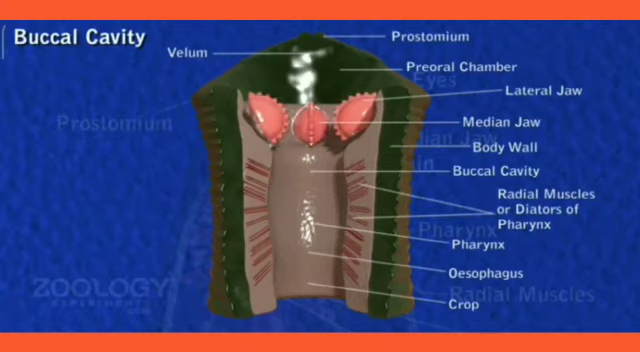 Buccal Cavity
Prostomium
Velum
Preoral Chamber
Eyes
Lateral Jaw
Prostomium
Median Jaw
Body Wall
Buccal Cavity
Radial Muscles
or Diators of
Pharynx
Pharynx
Pharynx
Oesophagus
ZOOLOGY
Radial Muscles
Crop